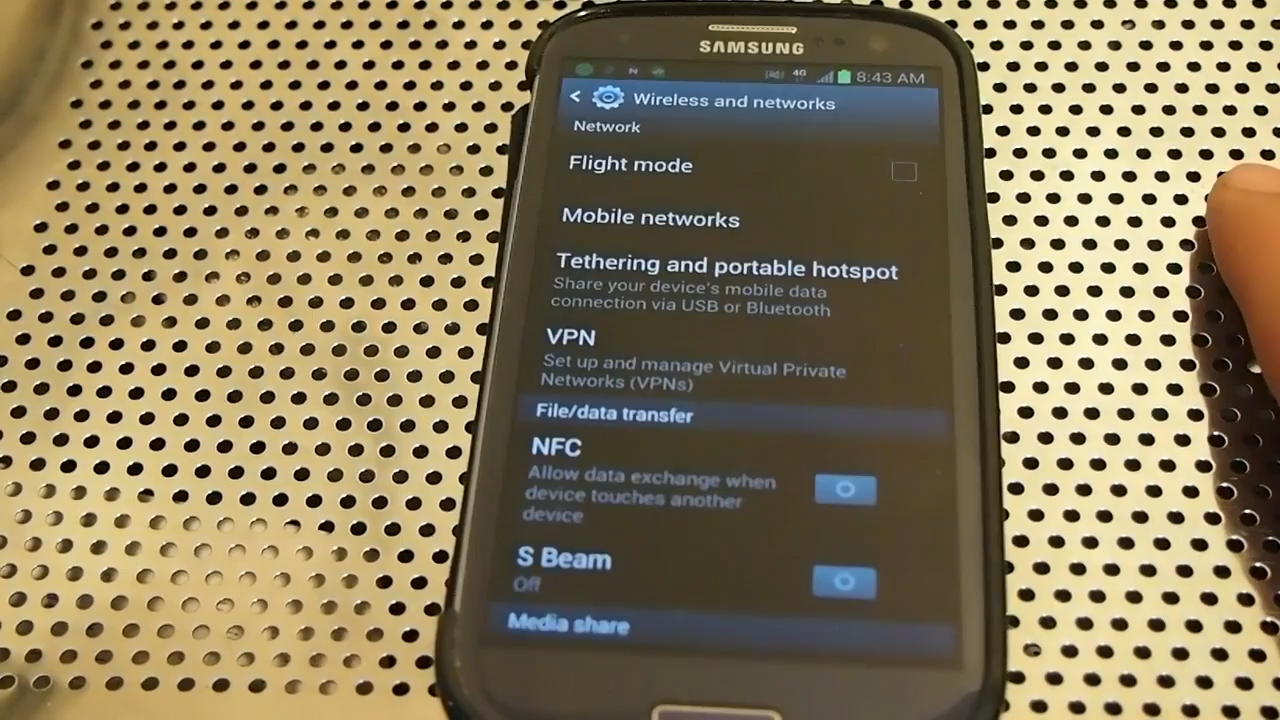 SAMSUNG
4G 8:43 AM
Wireless and networks
Network
Flight mode
Mobile networks
Tethering and portable hotspot
Share your device's mobile data
connection via USB or Bluetooth
VPN
Set up and manage Virtual Private
Networks (VPNs)
File/data transfer
NFC
Allow data exchange when
device touches another
device
S Beam
Off
Media share